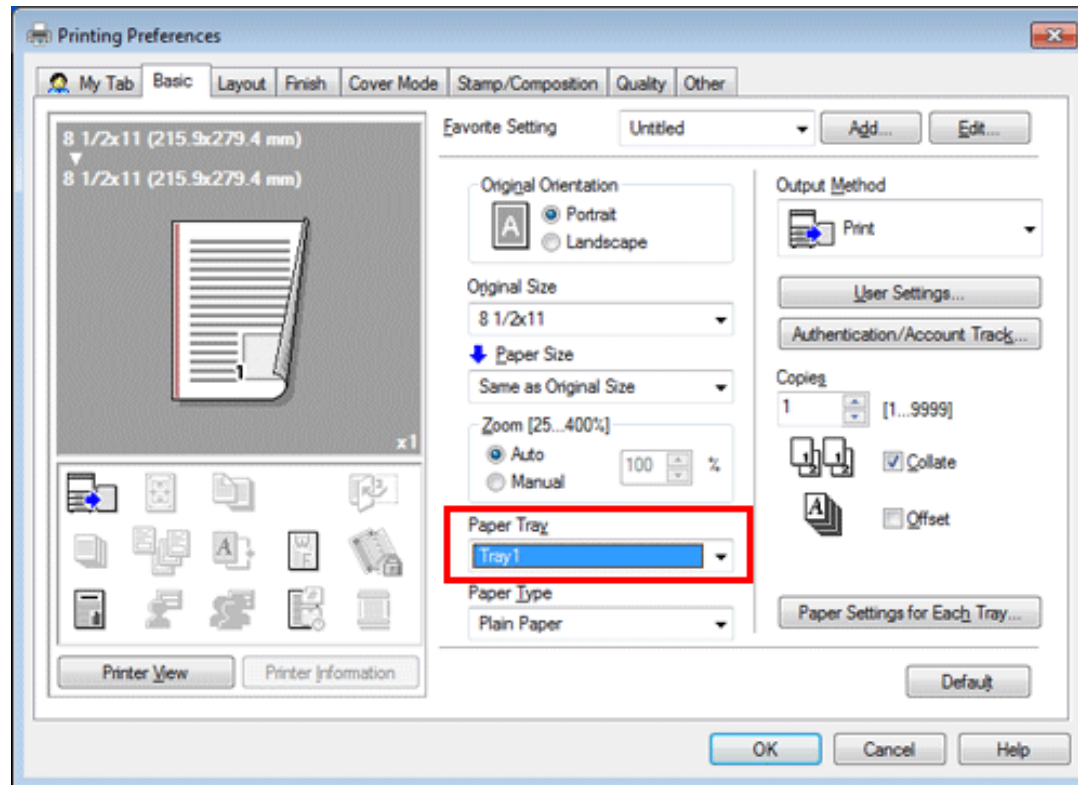 Printing Preferences
My Tab Basic Layout Finish Cover Mode Stamp/Composition Quality Other
8 1/2x11 (215.9x279.4 mm)
8 1/2x11 (215.9x279.4 mm)
1
x1
Printer View Printer Information
Favorite Setting Untitled Add... Edit...
Original Orientation
A Portrait
Landscape
Original Size
8 1/2x11
Paper Size
Same as Original Size
Zoom [25...400%]
Auto
Manual
100 %
Paper Tray
Tray1
Paper Type
Plain Paper
Output Method
Print
User Settings...
Authentication/Account Track...
Copies
1 [1...9999]
Collate
Offset
Paper Settings for Each Tray...
Default
OK Cancel Help